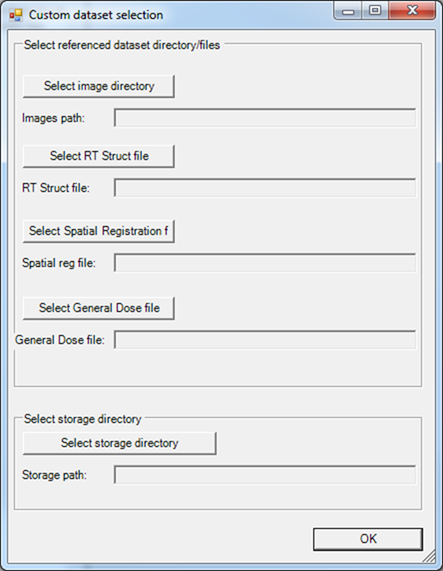 Custom dataset selection
Select referenced dataset directory/files
Select image directory
Images path:
Select RT Struct file
RT Struct file:
Select Spatial Registration f
Spatial reg file:
Select General Dose file
General Dose file:
Select storage directory
Select storage directory
Storage path:
OK